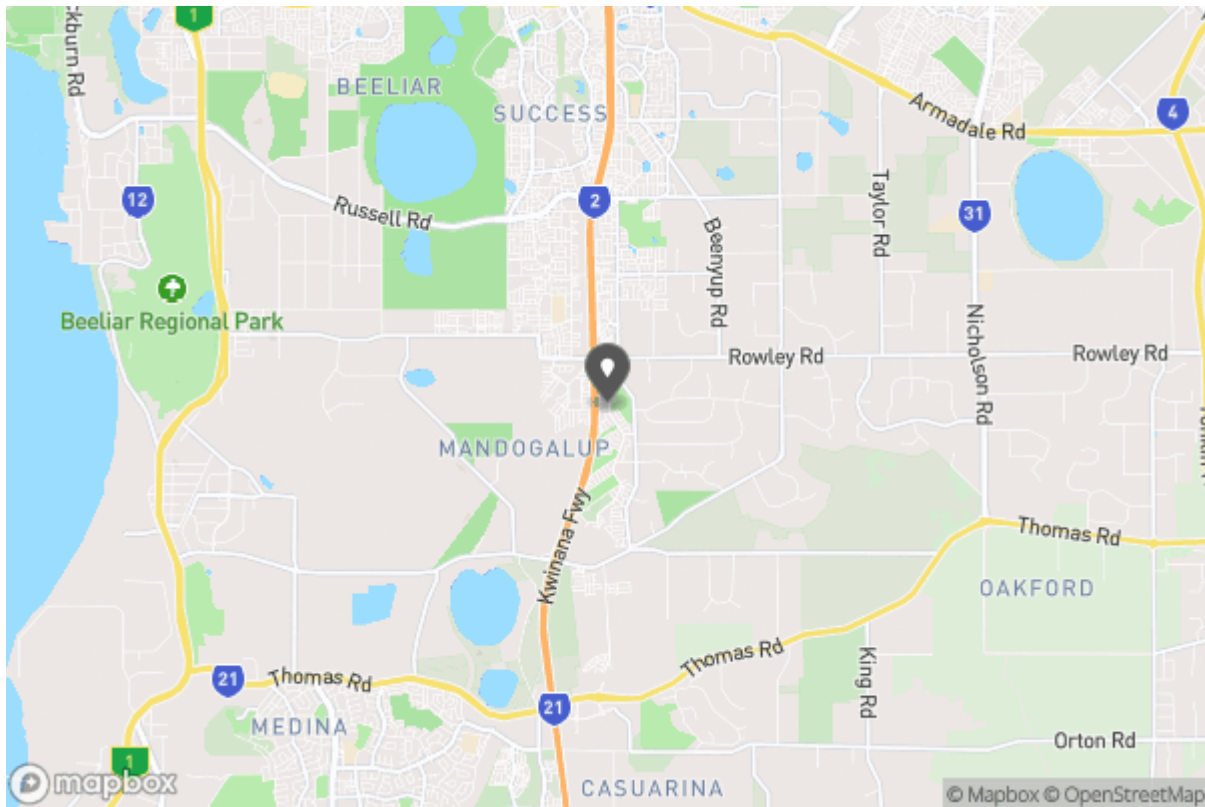 1
ckburn Rd
BEELIAR
SUCCESS
Armadale Rd
4
12
2
Russell Rd
Taylor Rd
31
Beenyup Rd
Beeliar Regional Park
Nicholson Rd
Rowley Rd
Rowley Rd
MANDOGALUP
Kwinana Fwy
Thomas Rd
OAKFORD
Thomas Rd
King Rd
21
Thomas Rd
21
MEDINA
Orton Rd
1
CASUARINA
mapbox
© Mapbox © OpenStreetMap